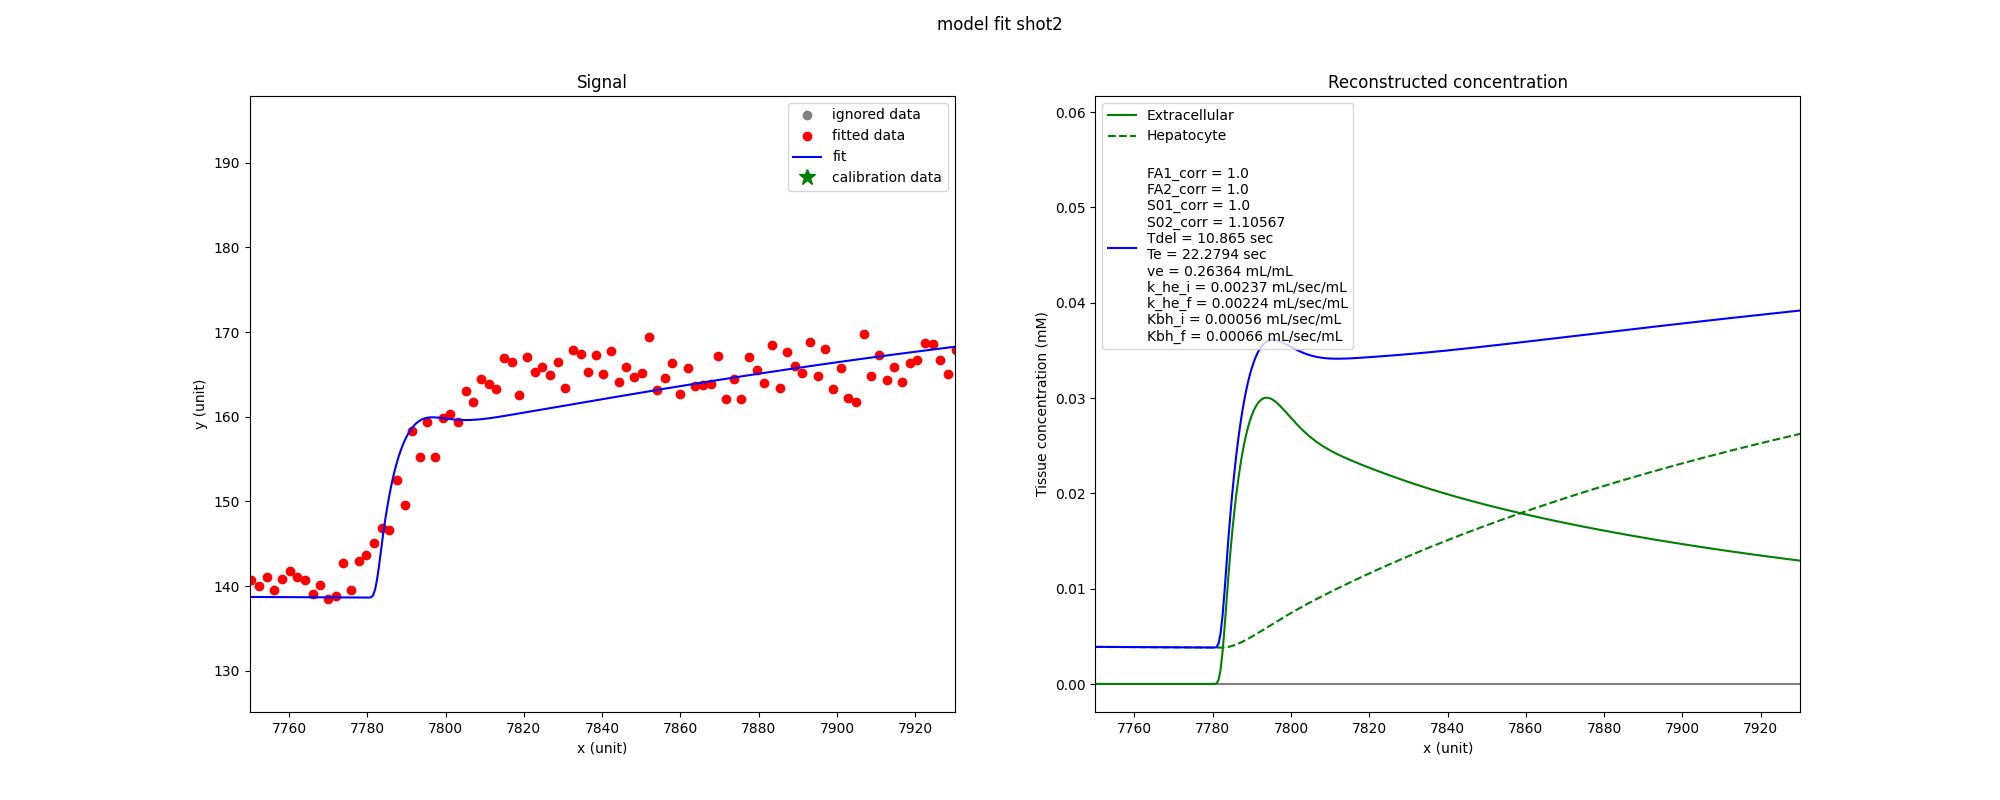 model fit shot2
Signal
ignored data
fitted data
fit
calibration data
190
180
170
160
150
140
130
y (unit)
7760 7780 7800 7820 7840 7860 7880 7900 7920
x (unit)
Reconstructed concentration
Extracellular
Hepatocyte
FA1_corr = 1.0
FA2_corr = 1.0
S01_corr = 1.0
S02_corr = 1.10567
Tdel = 10.865 sec
Te = 22.2794 sec
ve = 0.26364 mL/mL
k_he_i = 0.00237 mL/sec/mL
k_he_f = 0.00224 mL/sec/mL
Kbh_i = 0.00056 mL/sec/mL
Kbh_f = 0.00066 mL/sec/mL
0.06
0.05
0.04
0.03
0.02
0.01
0.00
Tissue concentration (mM)
7760 7780 7800 7820 7840 7860 7880 7900 7920
x (unit)